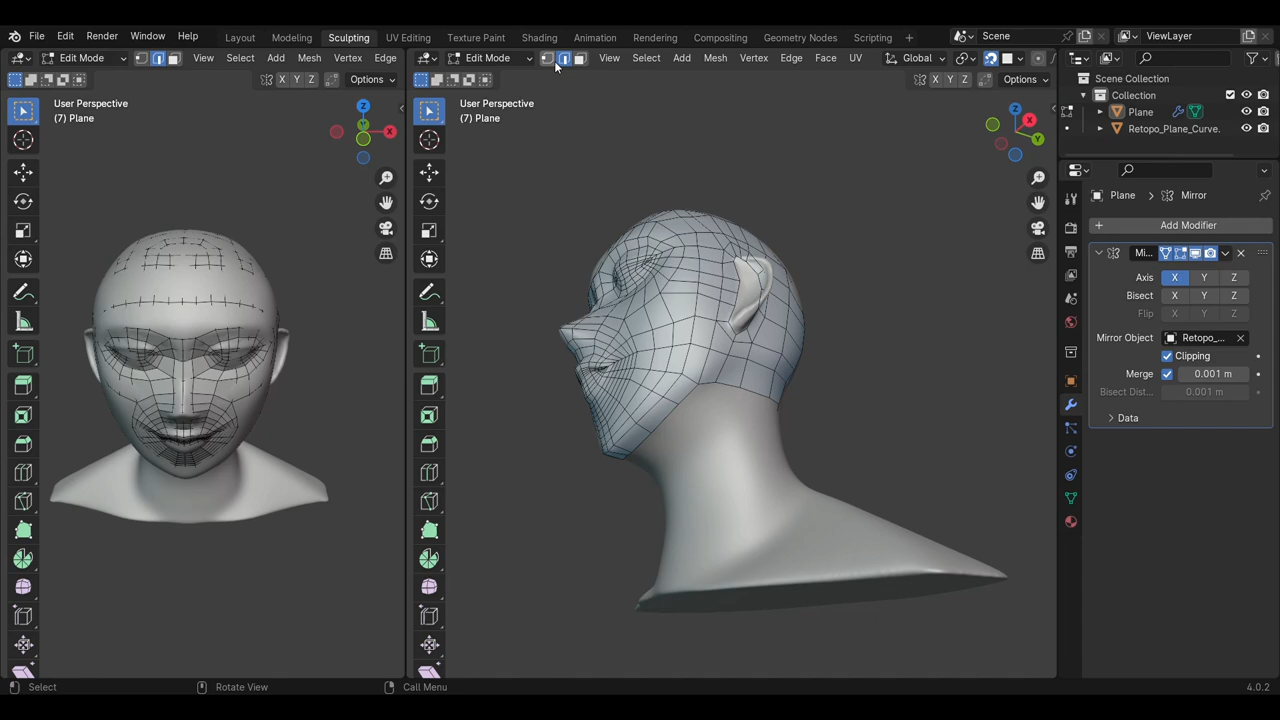 File Edit Render Window Help Layout Modeling Sculpting UV Editing Texture Paint Shading Animation Rendering Compositing Geometry Nodes Scripting + Scene ViewLayer
Edit Mode View Select Add Mesh Vertex Edge
Edit Mode View Select Add Mesh Vertex Edge Face UV Global
X Y Z Options
X Y Z Options
User Perspective
(7) Plane
Z Y X
User Perspective
(7) Plane
Z X Y
Scene Collection
Collection
Plane
Retopo_Plane_Curve.
Plane > Mirror
+ Add Modifier
Mi...
Axis X Y Z
Bisect X Y Z
Flip X Y Z
Mirror Object Retopo_...
Clipping
Merge 0.001 m
Bisect Dist... 0.001 m
Data
Select Rotate View Call Menu 4.0.2